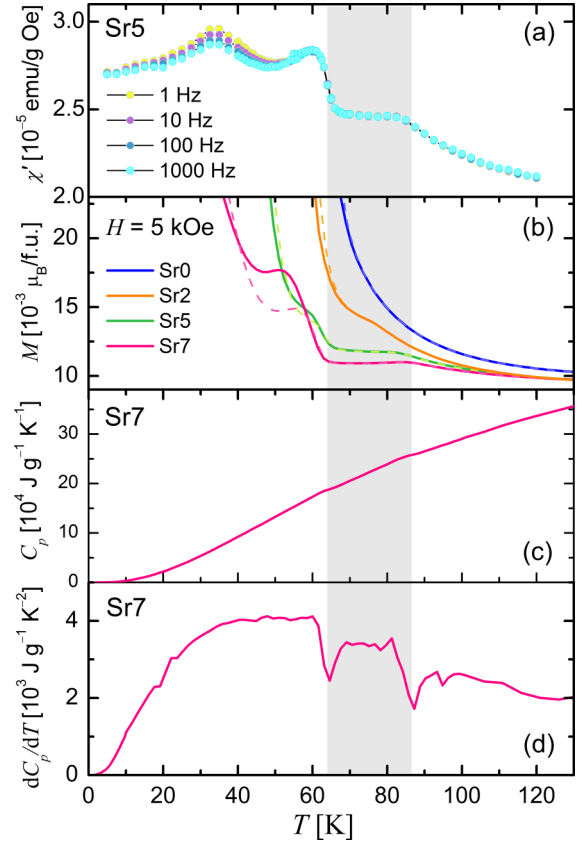 Sr5
(a)
χ′ [10⁻⁵ emu/g Oe]
3.0
2.5
2.0
1 Hz
10 Hz
100 Hz
1000 Hz
(b)
H = 5 kOe
M [10⁻³ μB/f.u.]
20
15
10
Sr0
Sr2
Sr5
Sr7
Sr7
(c)
Cp [10⁴ J g⁻¹ K⁻¹]
30
20
10
0
Sr7
(d)
dCp/dT [10³ J g⁻¹ K⁻²]
4
2
0
0 20 40 60 80 100 120
T [K]